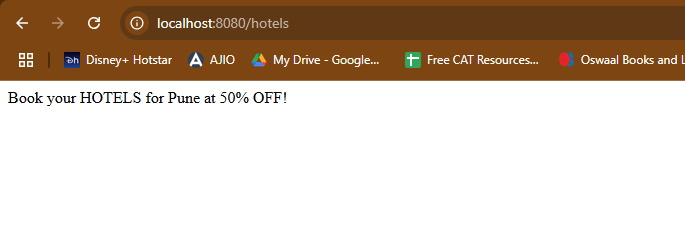 localhost:8080/hotels
Disney+ Hotstar AJIO My Drive - Google... Free CAT Resources... Oswaal Books and L
Book your HOTELS for Pune at 50% OFF!